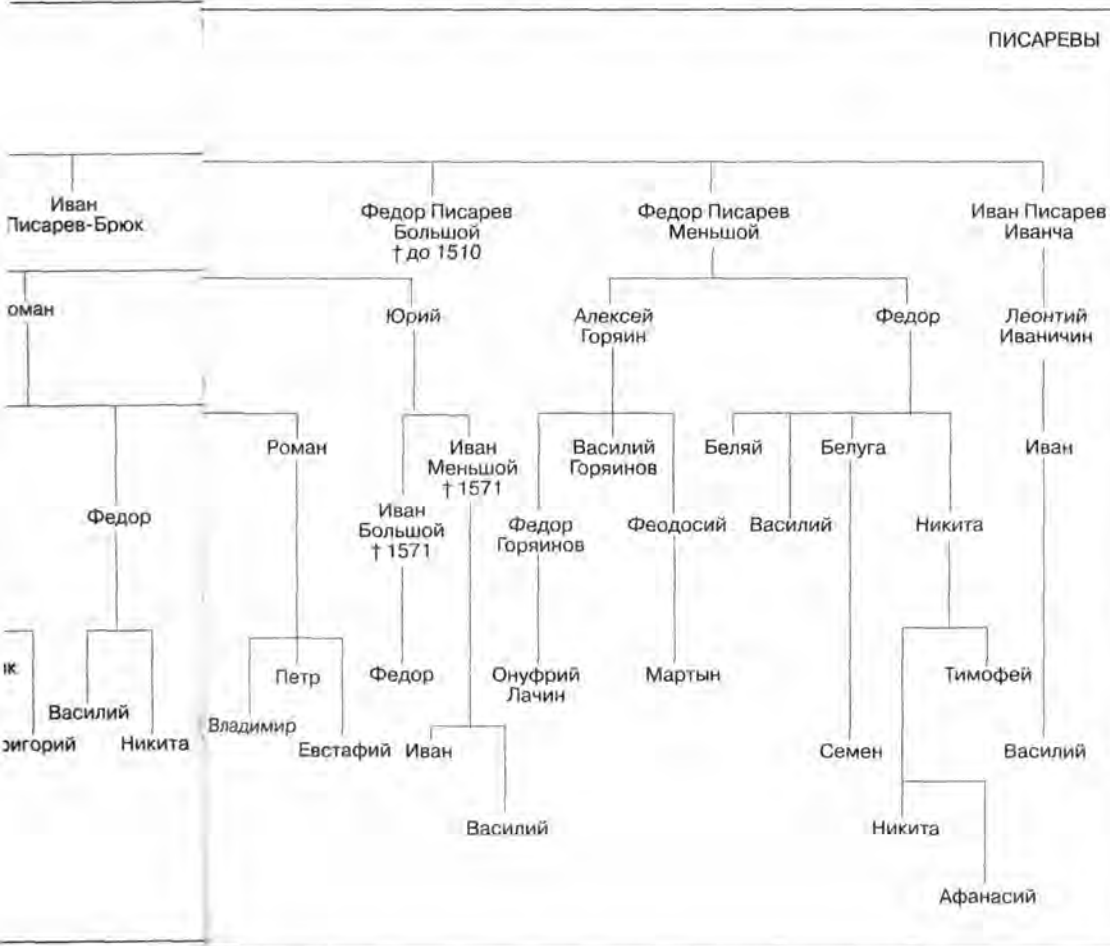 ПИСАРЕВЫ
Иван
Писарев-Брюк
Федор Писарев
Большой
† до 1510
Федор Писарев
Меньшой
Иван Писарев
Иванча
Юрий
Алексей
Горяин
Федор
Леонтий
Иваничин
Роман
Иван
Меньшой
† 1571
Василий
Горяинов
Беляй
Белуга
Иван
Федор
Иван
Большой
† 1571
Федор
Горяинов
Феодосий
Василий
Никита
Петр
Федор
Онуфрий
Лачин
Мартын
Тимофей
Василий
Владимир
Никита
Евстафий
Иван
Семен
Василий
Василий
Никита
Афанасий